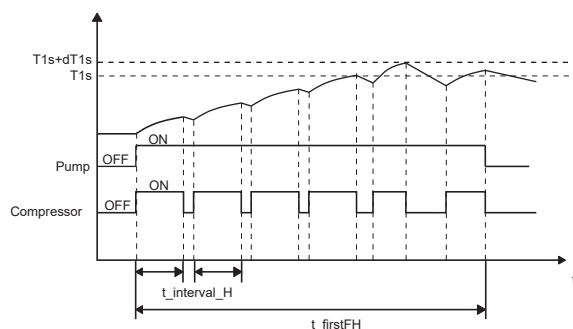 T1s+dT1s
T1s
ON
OFF
Pump
ON
OFF
Compressor
t
t_interval_H
t_firstFH